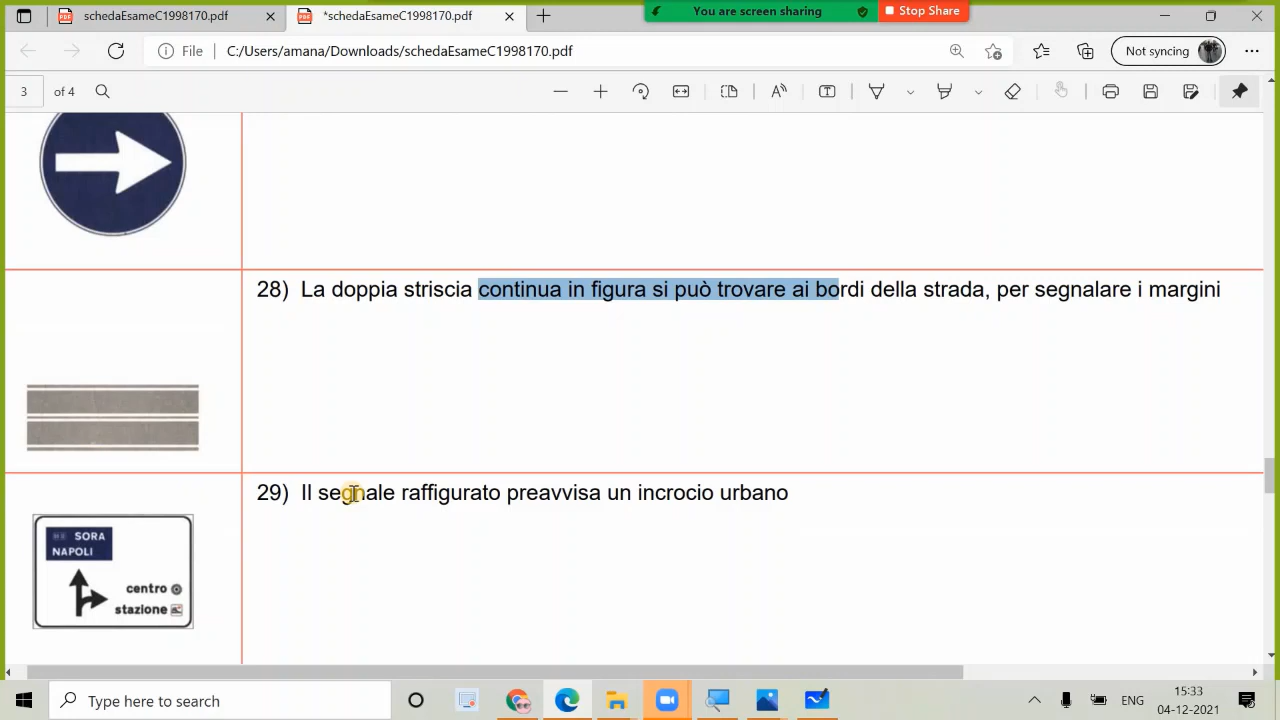 schedaEsameC1998170.pdf
*schedaEsameC1998170.pdf
You are screen sharing
Stop Share
File
C:/Users/amana/Downloads/schedaEsameC1998170.pdf
Not syncing
3 of 4
28) La doppia striscia continua in figura si può trovare ai bordi della strada, per segnalare i margini
29) Il segnale raffigurato preavvisa un incrocio urbano
SORA
NAPOLI
centro
stazione
Type here to search
ENG
15:33
04-12-2021